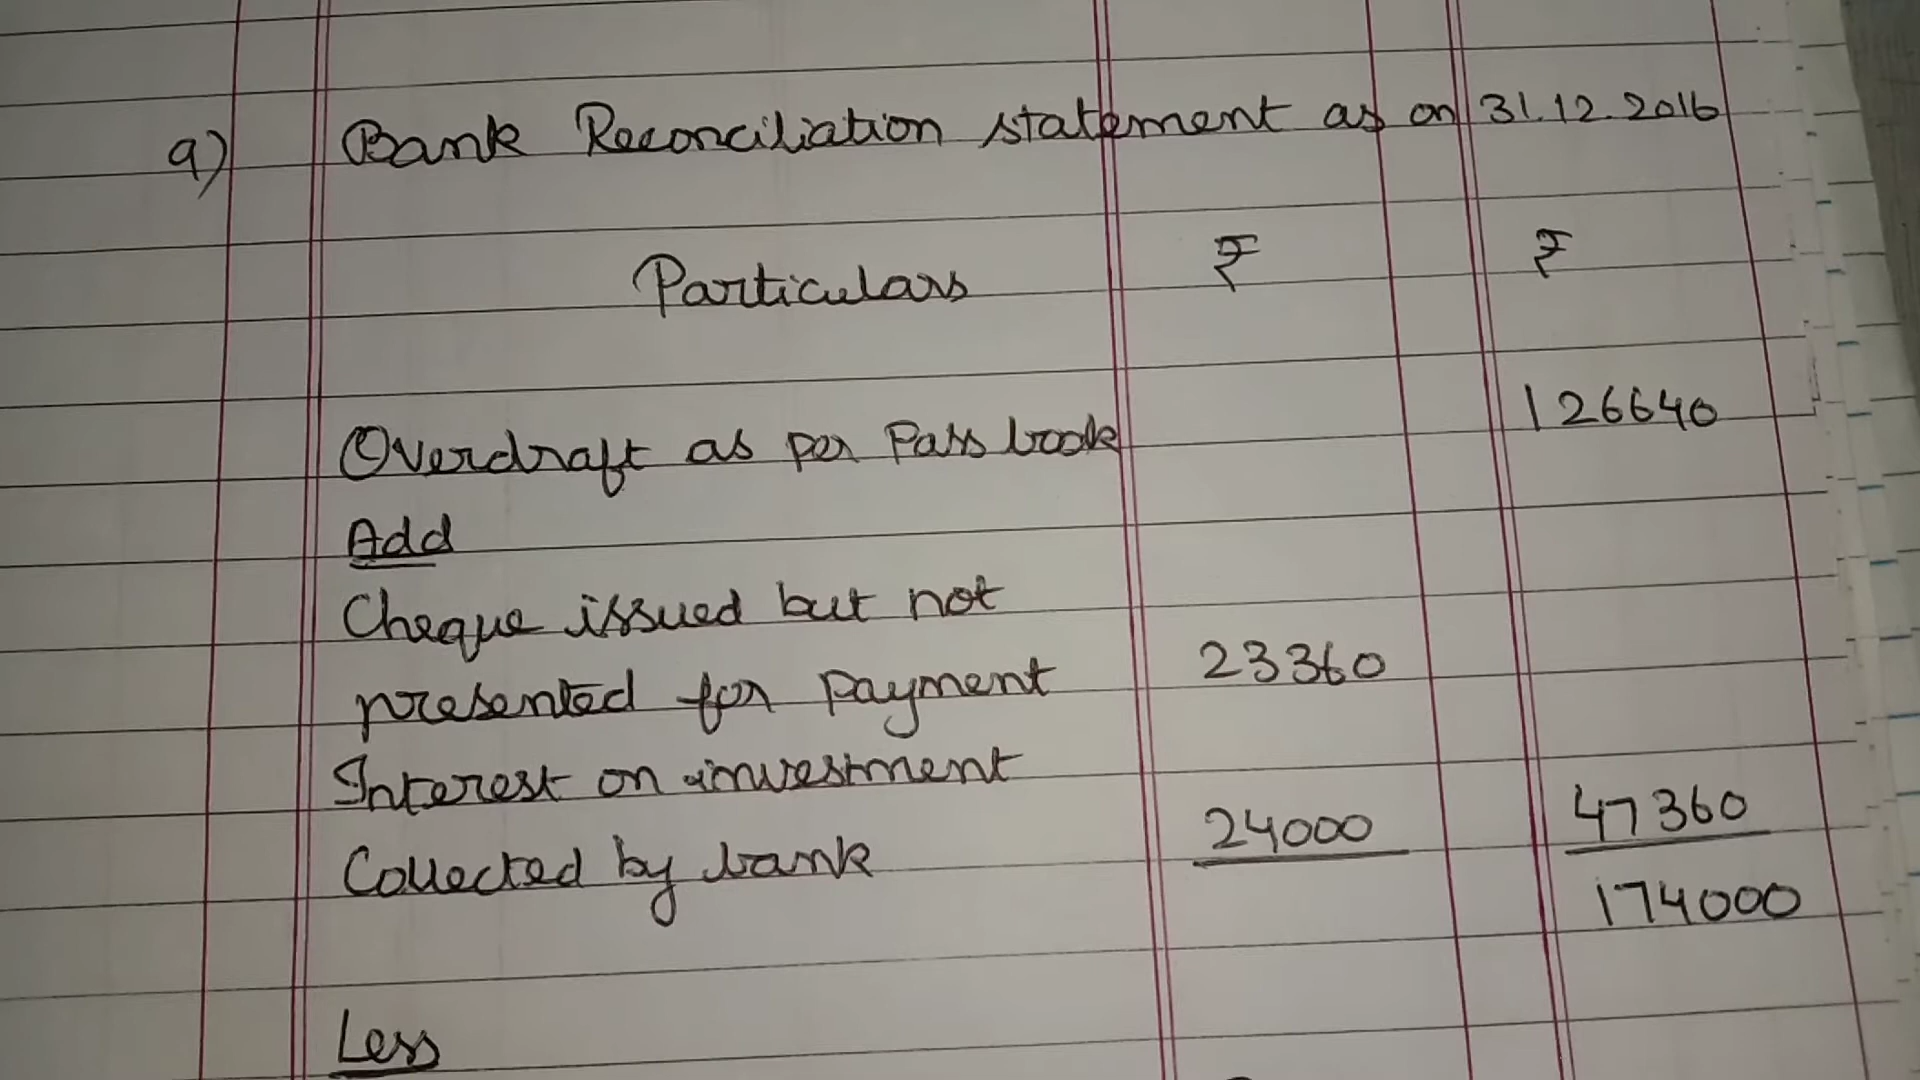 9) Bank Reconciliation statement as on 31.12.2016
Particulars ₹ ₹
Overdraft as per Pass book 126640
Add
Cheque issued but not
presented for payment 23360
Interest on investment
Collected by bank 24000 47360
174000
Less